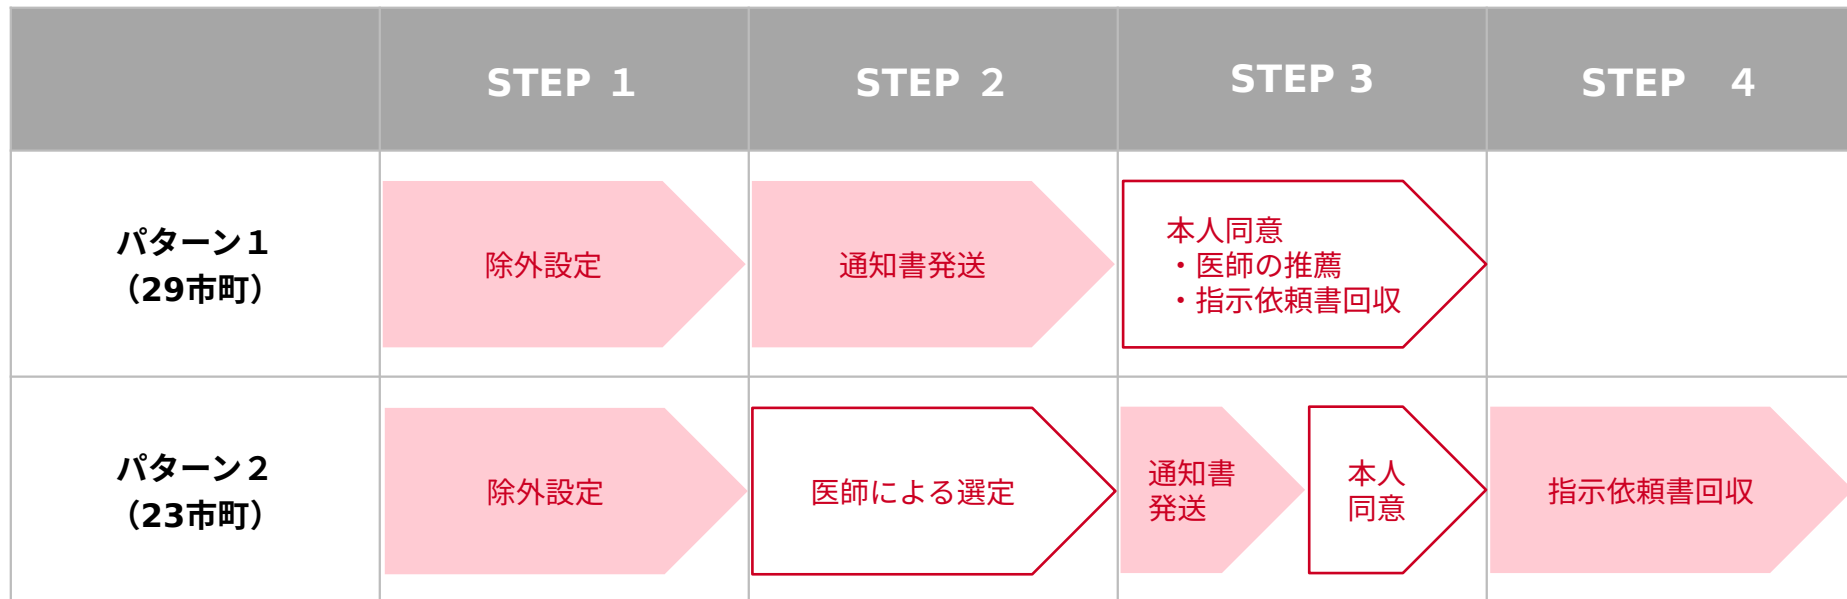 STEP １
STEP ２
STEP 3
STEP　４
パターン１
（29市町）
除外設定
通知書発送
本人同意
・医師の推薦
・指示依頼書回収
パターン２
（23市町）
除外設定
医師による選定
通知書
発送
本人
同意
指示依頼書回収